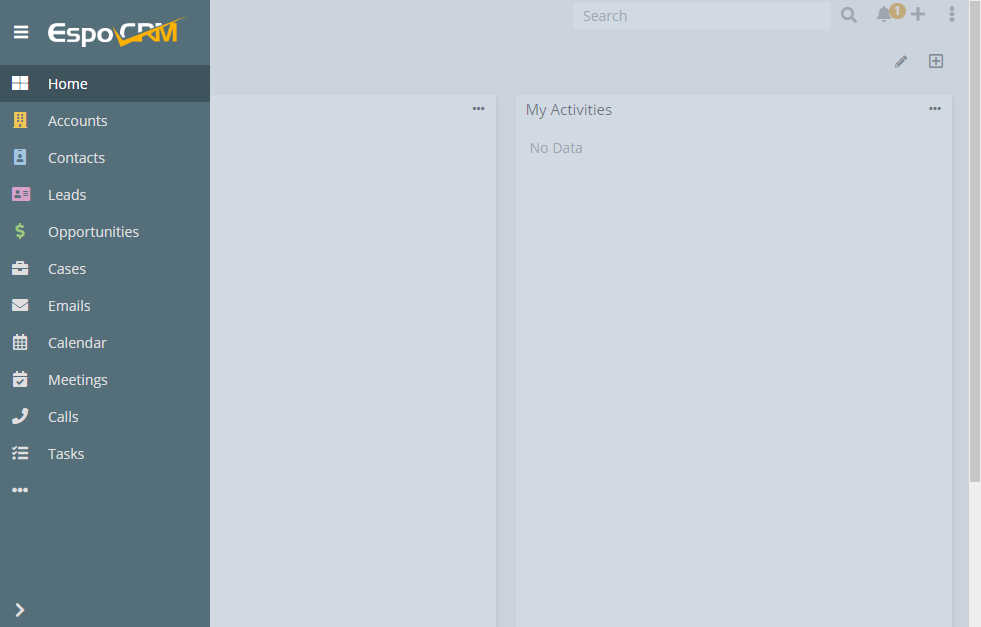 EspoCRM
Search
1
Home
Accounts
Contacts
Leads
Opportunities
Cases
Emails
Calendar
Meetings
Calls
Tasks
My Activities
No Data